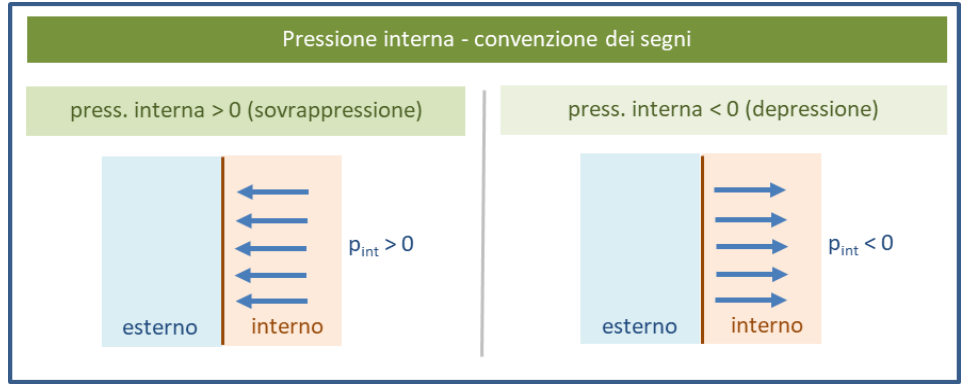 Pressione interna - convenzione dei segni
press. interna > 0 (sovrappressione)
press. interna < 0 (depressione)
pint > 0
pint < 0
esterno
interno
esterno
interno